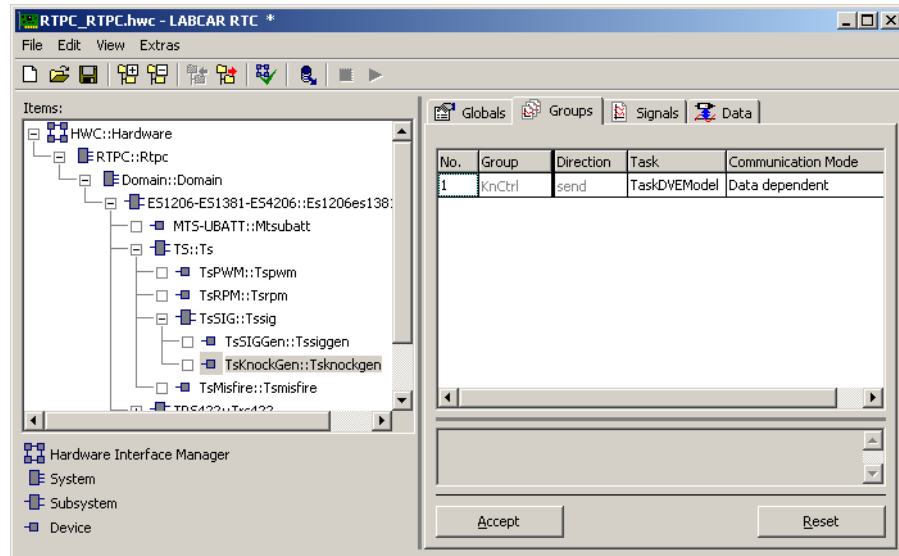 RTPC_RTPC.hwc - LABCAR RTC *
File Edit View Extras
Items:
HWC::Hardware
RTPC::Rtpc
Domain::Domain
ES1206-ES1381-ES4206::Es1206es1381
MTS-UBATT::Mtsubatt
TS::Ts
TsPWM::Tspwm
TsRPM::Tsrpm
TsSIG::Tssig
TsSIGGen::Tssiggen
TsKnockGen::Tsknockgen
TsMisfire::Tsmisfire
Hardware Interface Manager
System
Subsystem
Device
Globals Groups Signals Data
No. Group Direction Task Communication Mode
1 KnCtrl send TaskDVEModel Data dependent
Accept Reset